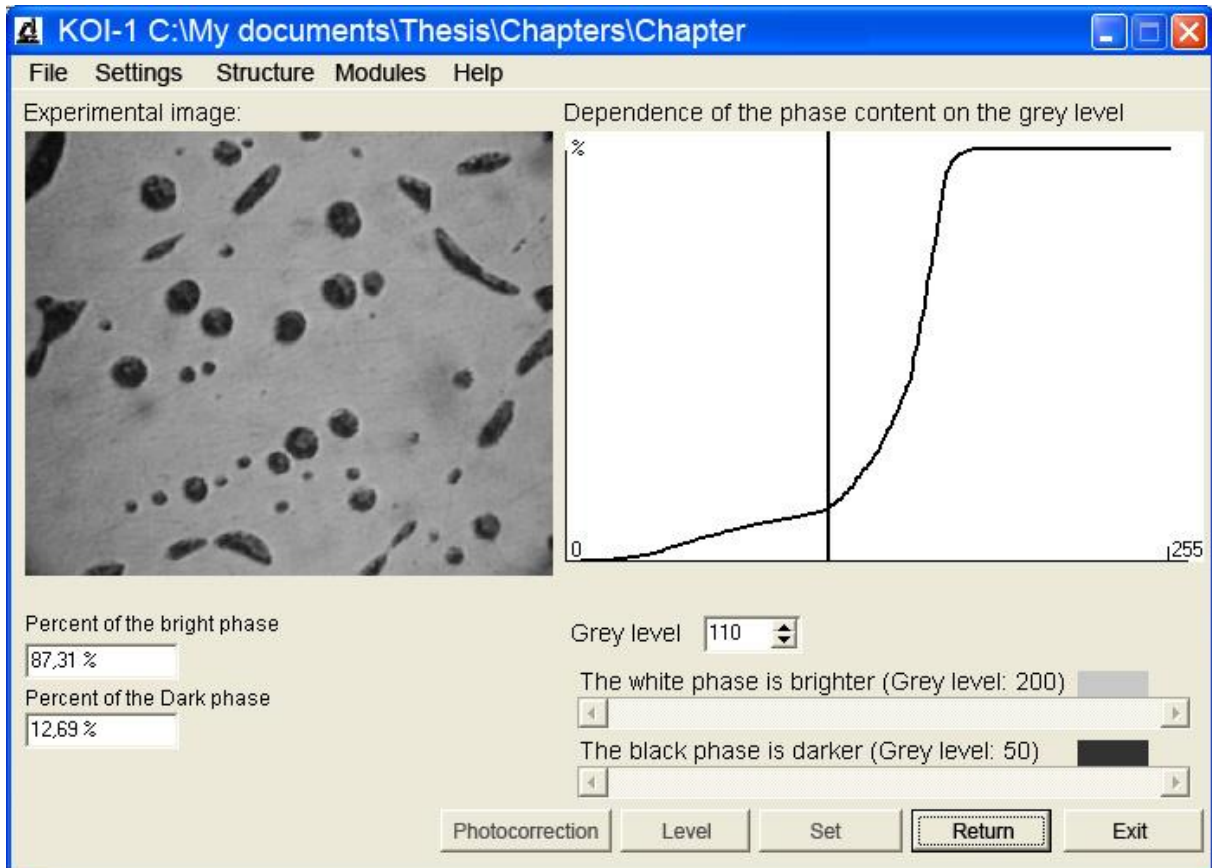 KOI-1 C:\My documents\Thesis\Chapters\Chapter
File Settings Structure Modules Help
Experimental image:
Dependence of the phase content on the grey level
%
0
255
Percent of the bright phase
87,31 %
Percent of the Dark phase
12,69 %
Grey level 110
The white phase is brighter (Grey level: 200)
The black phase is darker (Grey level: 50)
Photocorrection Level Set Return Exit